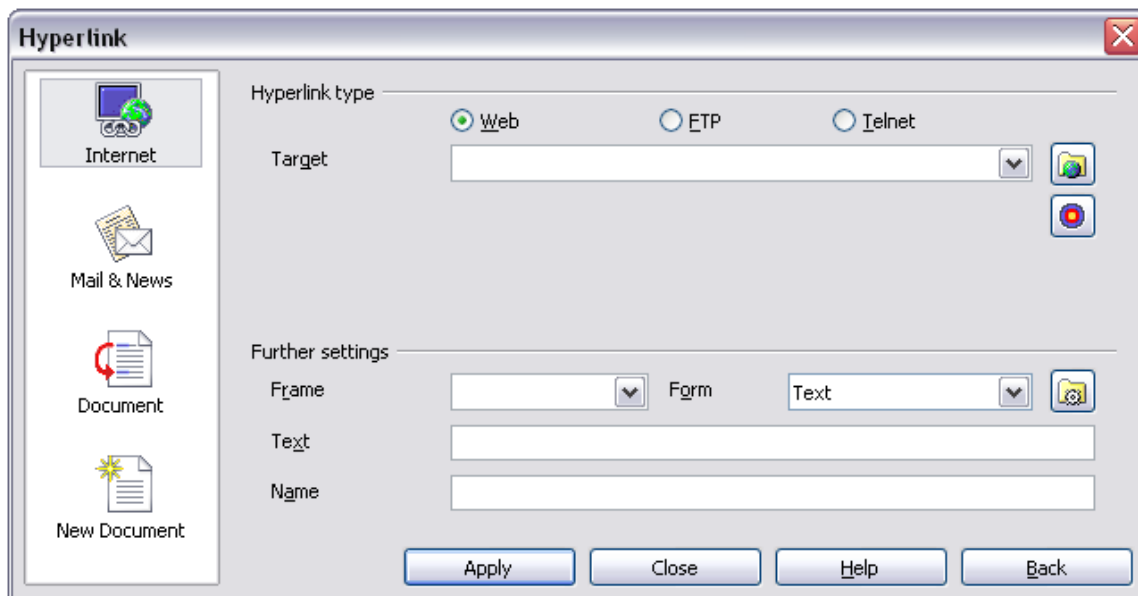 Hyperlink
Internet
Mail & News
Document
New Document
Hyperlink type
Web FTP Telnet
Target
Further settings
Frame Form Text
Text
Name
Apply Close Help Back